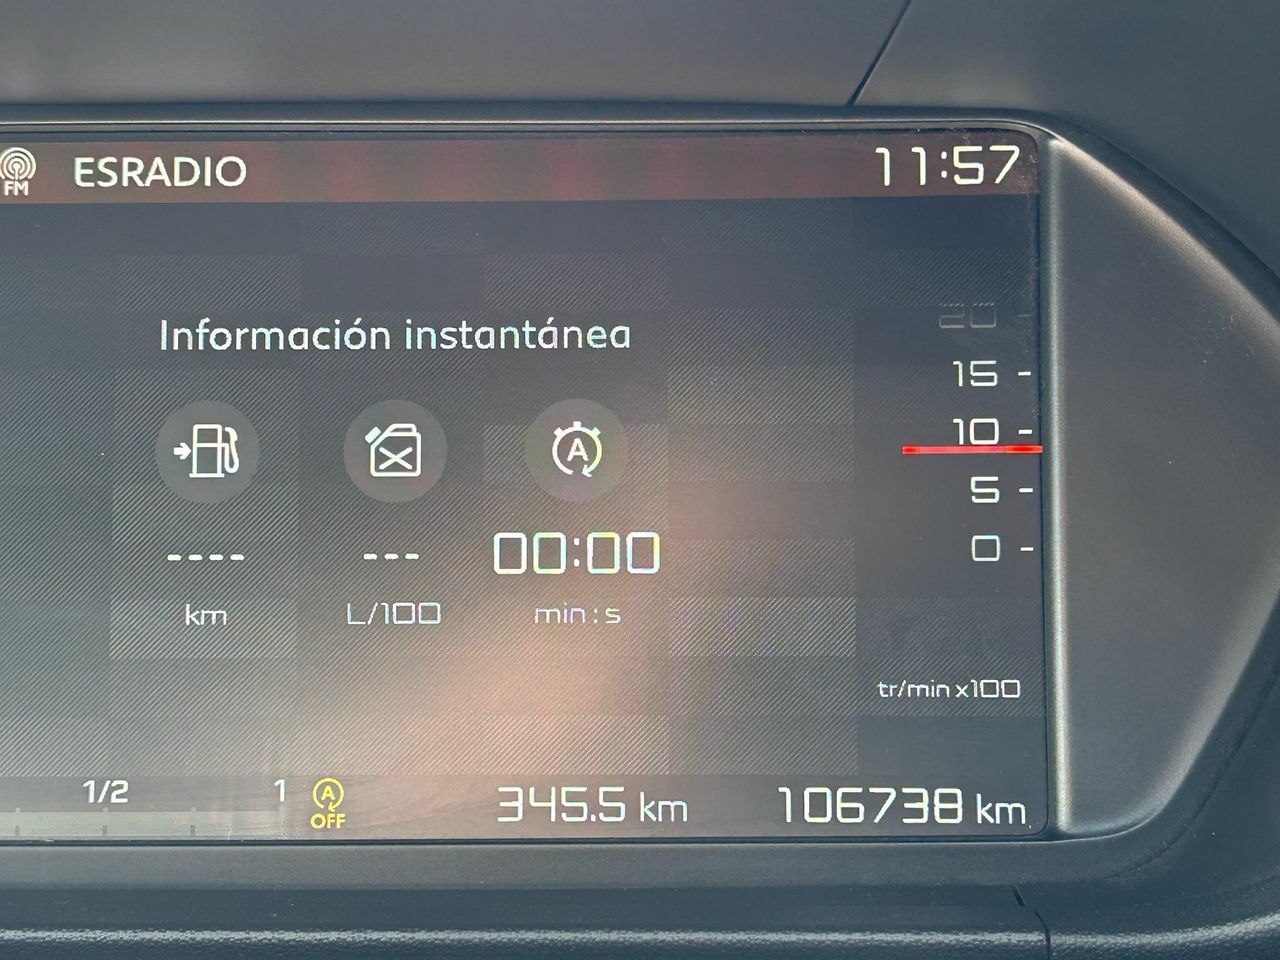 FM ESRADIO 11:57
Información instantánea
20 -
15 -
10 -
5 -
0 -
A
---- --- 00:00
km L/100 min:s
tr/min x100
1/2 1 A OFF 345.5 km 106738 km